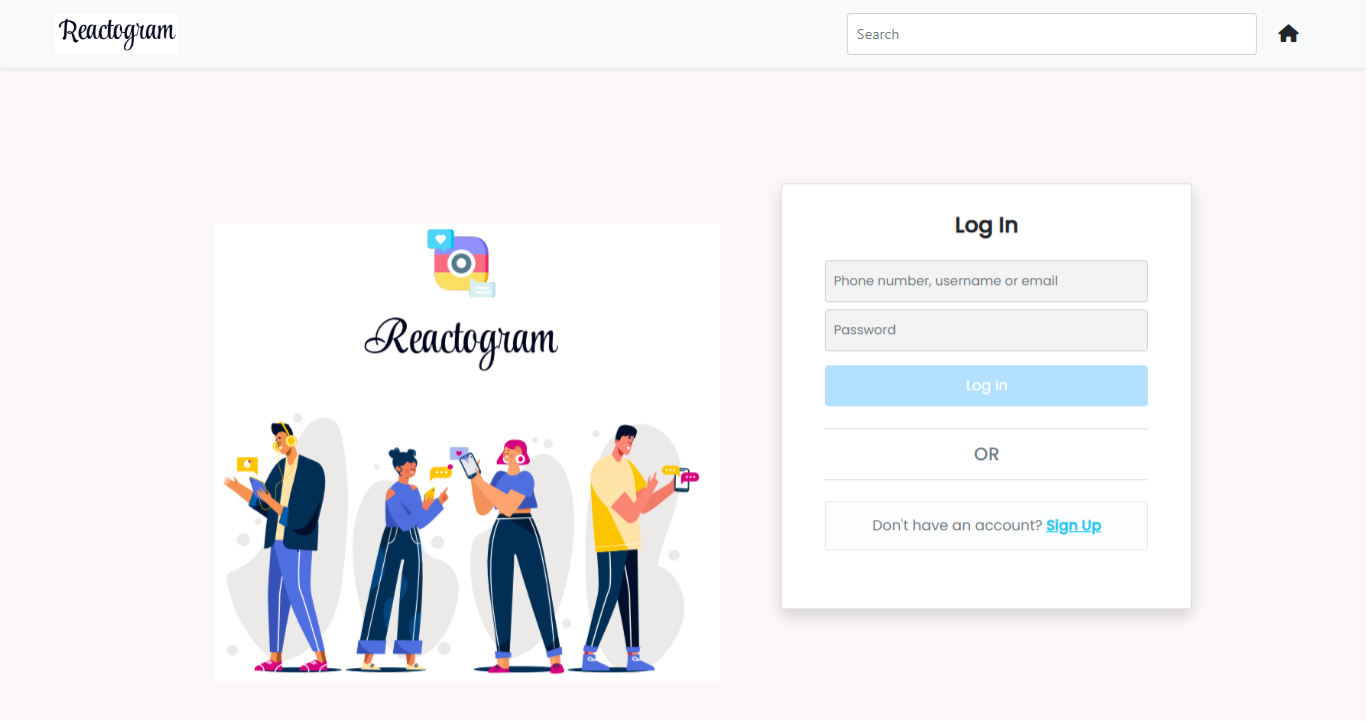 Reactogram
Search
Reactogram
Log In
Phone number, username or email
Password
Log In
OR
Don't have an account? Sign Up